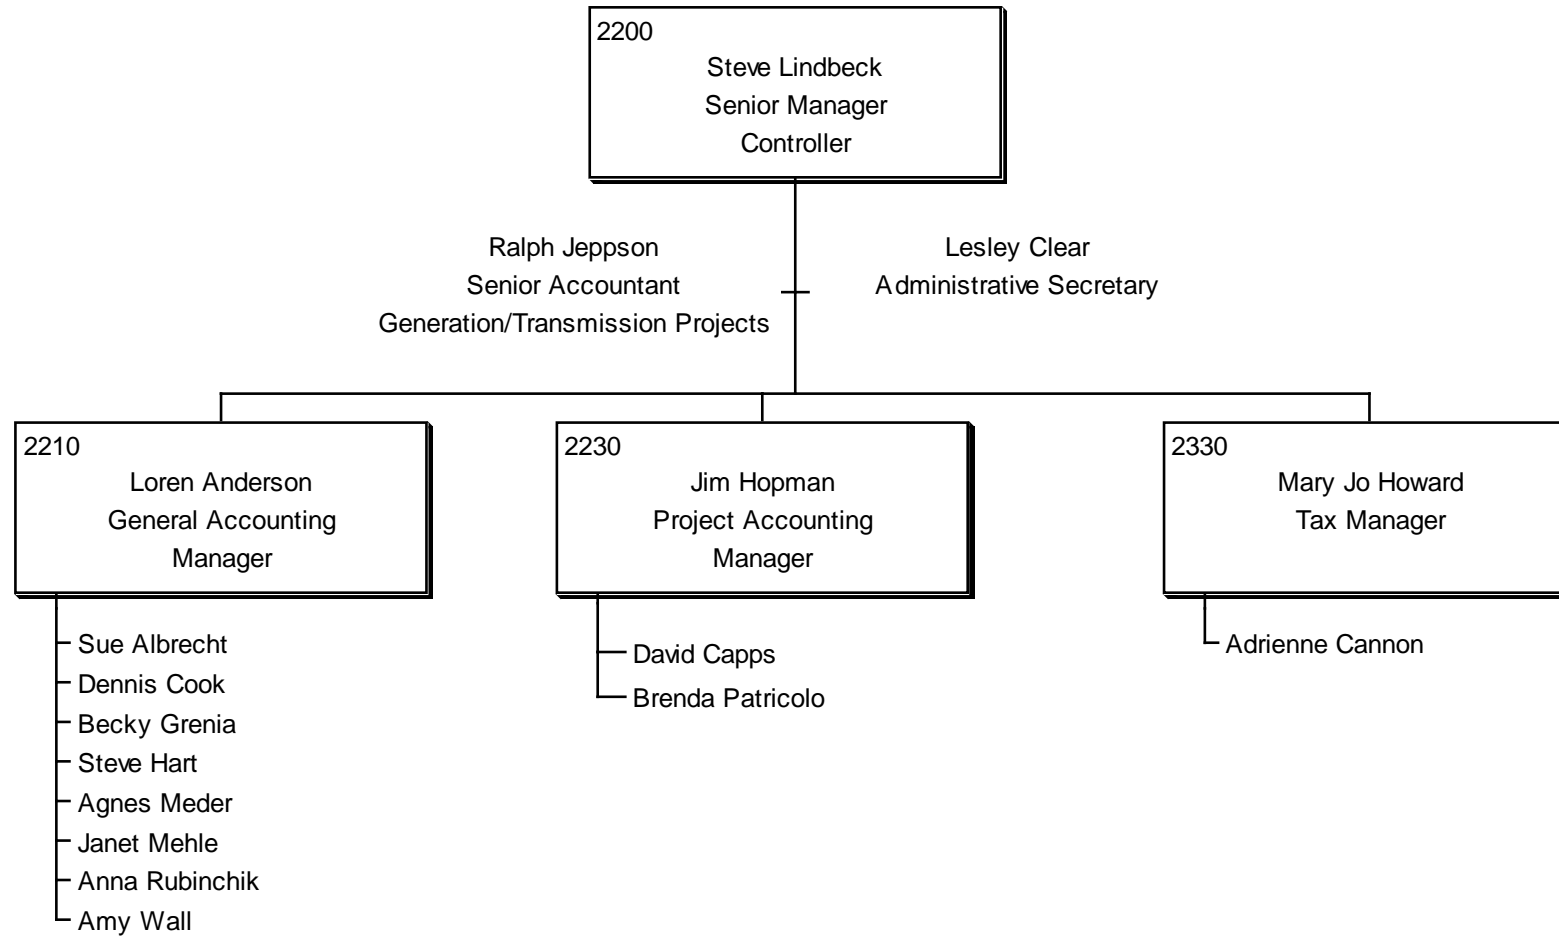 2200
Steve Lindbeck
Senior Manager
Controller
Ralph Jeppson
Senior Accountant
Generation/Transmission Projects
Lesley Clear
Administrative Secretary
2210
Loren Anderson
General Accounting
Manager
Sue Albrecht
Dennis Cook
Becky Grenia
Steve Hart
Agnes Meder
Janet Mehle
Anna Rubinchik
Amy Wall
2230
Jim Hopman
Project Accounting
Manager
David Capps
Brenda Patricolo
2330
Mary Jo Howard
Tax Manager
Adrienne Cannon